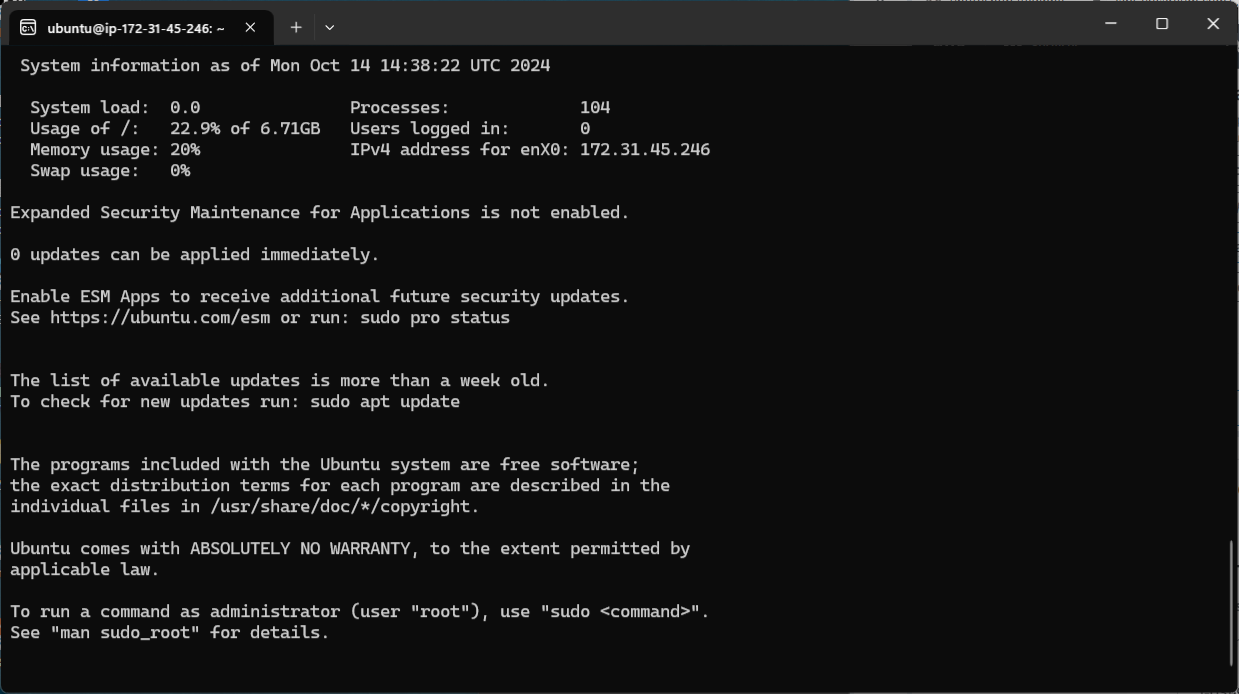 ubuntu@ip-172-31-45-246: ~
System information as of Mon Oct 14 14:38:22 UTC 2024
System load: 0.0 Processes: 104
Usage of /: 22.9% of 6.71GB Users logged in: 0
Memory usage: 20% IPv4 address for enX0: 172.31.45.246
Swap usage: 0%
Expanded Security Maintenance for Applications is not enabled.
0 updates can be applied immediately.
Enable ESM Apps to receive additional future security updates.
See https://ubuntu.com/esm or run: sudo pro status
The list of available updates is more than a week old.
To check for new updates run: sudo apt update
The programs included with the Ubuntu system are free software;
the exact distribution terms for each program are described in the
individual files in /usr/share/doc/*/copyright.
Ubuntu comes with ABSOLUTELY NO WARRANTY, to the extent permitted by
applicable law.
To run a command as administrator (user "root"), use "sudo <command>".
See "man sudo_root" for details.